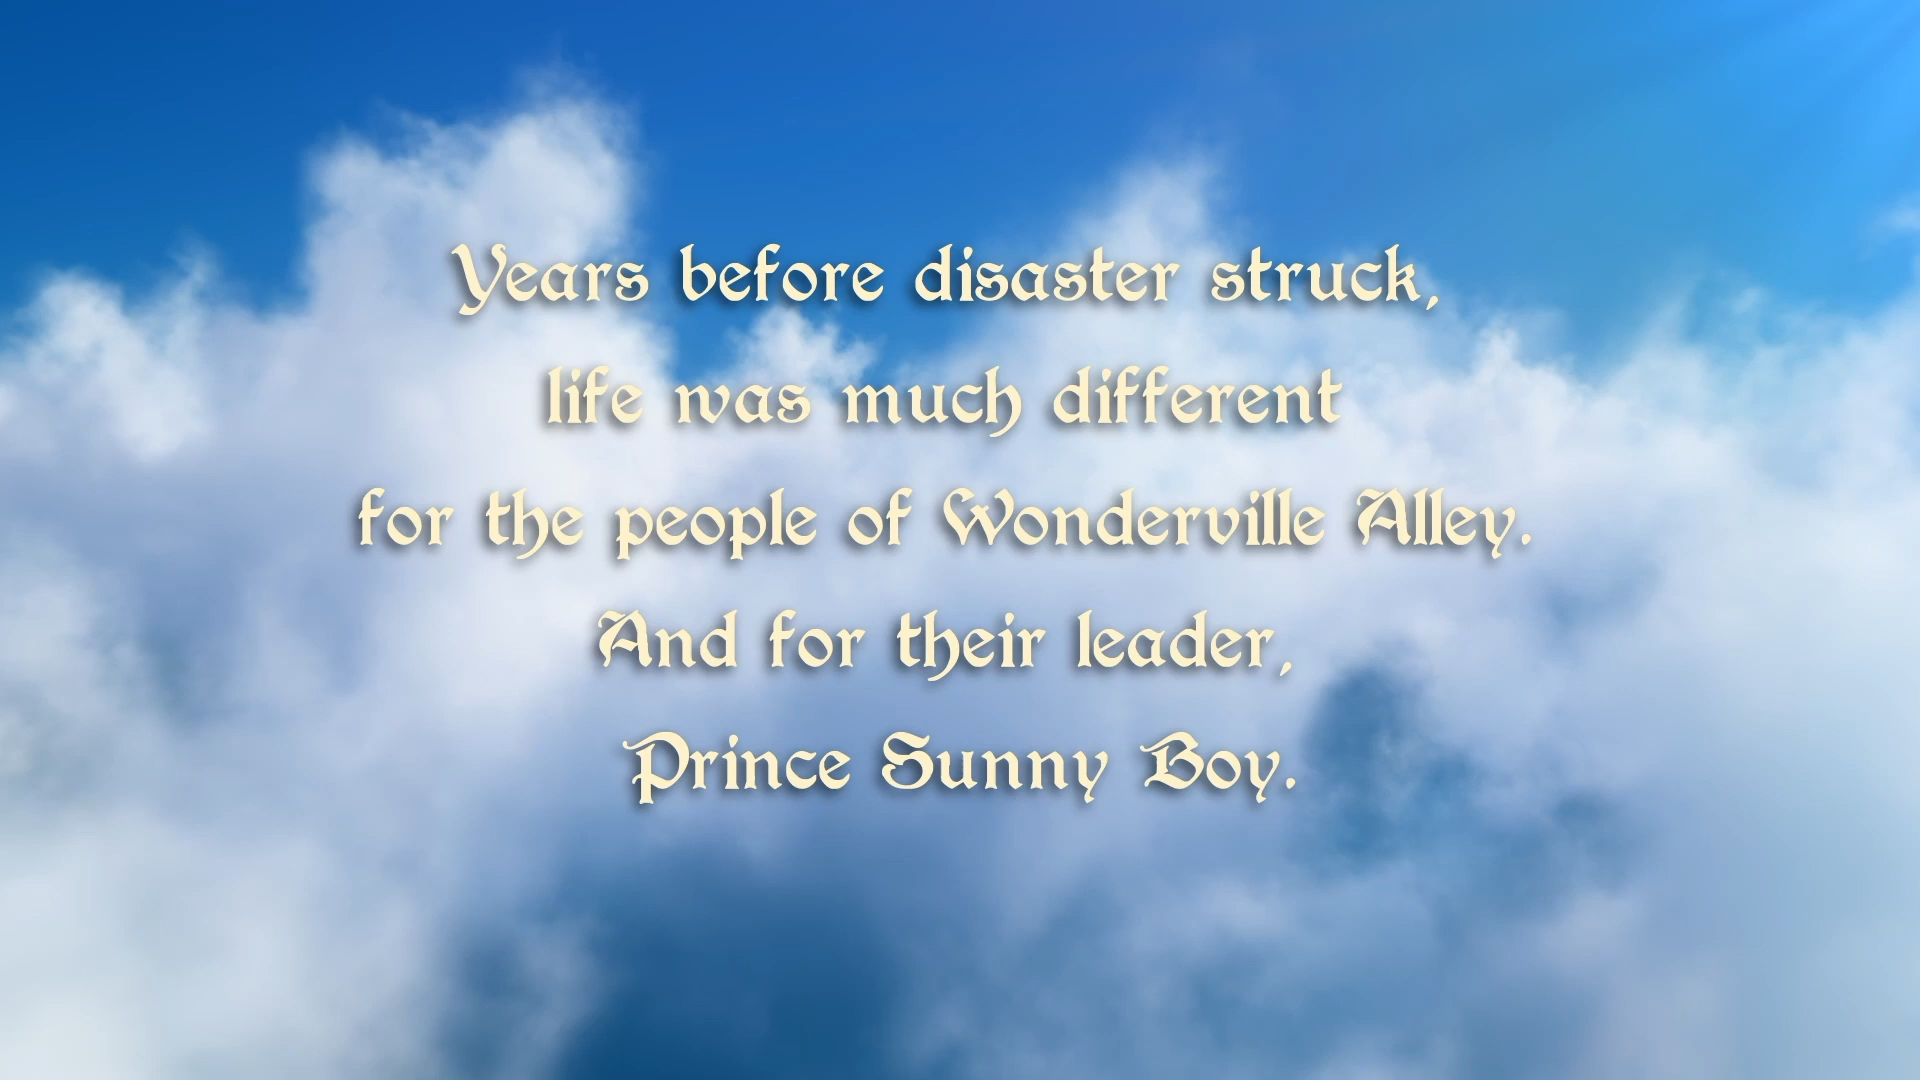 Years before disaster struck,
life was much different
for the people of Wonderville Alley.
And for their leader,
Prince Sunny Boy.